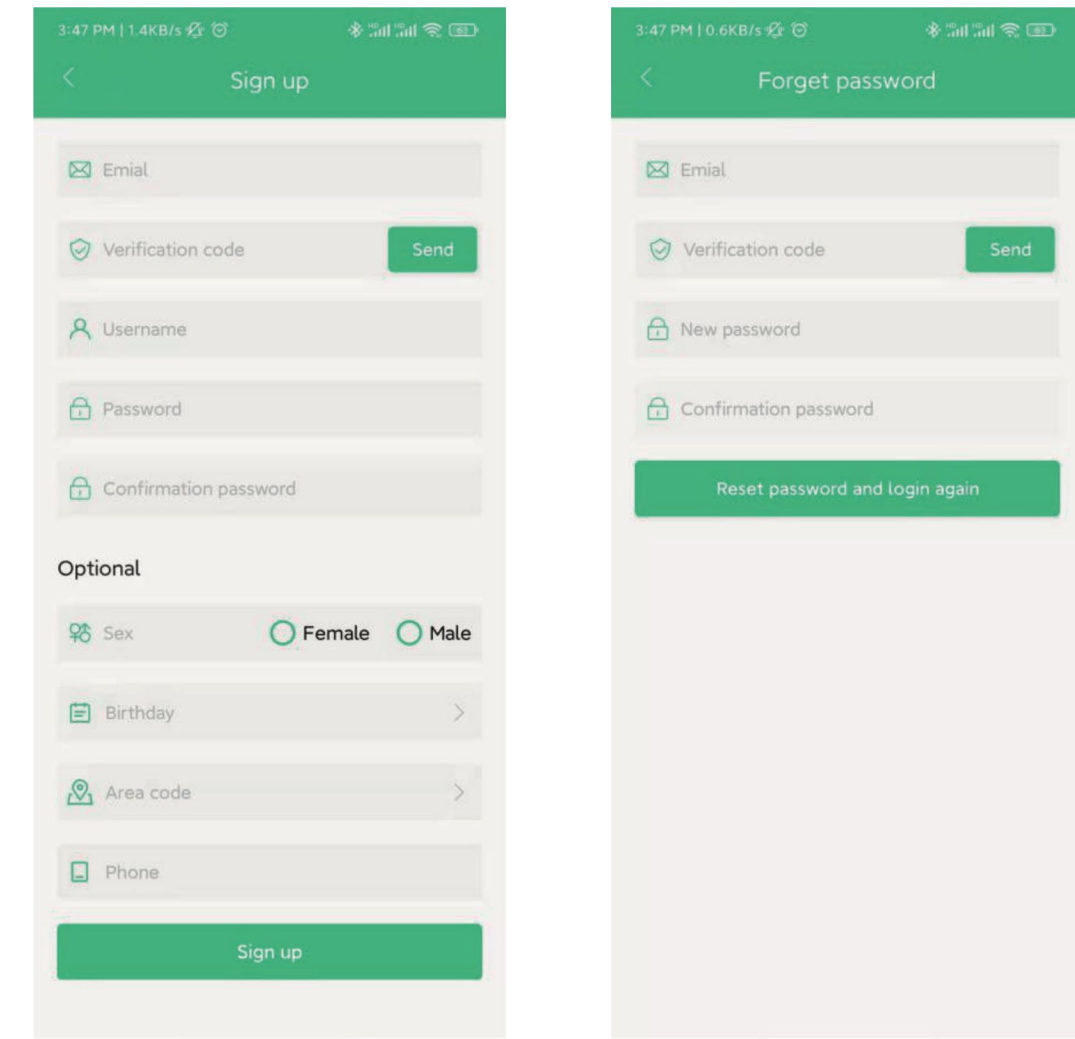 3:47 PM | 1.4KB/s
63
Sign up
Emial
Verification code
Send
Username
Password
Confirmation password
Optional
Sex
Female
Male
Birthday
Area code
Phone
Sign up
3:47 PM | 0.6KB/s
63
Forget password
Emial
Verification code
Send
New password
Confirmation password
Reset password and login again